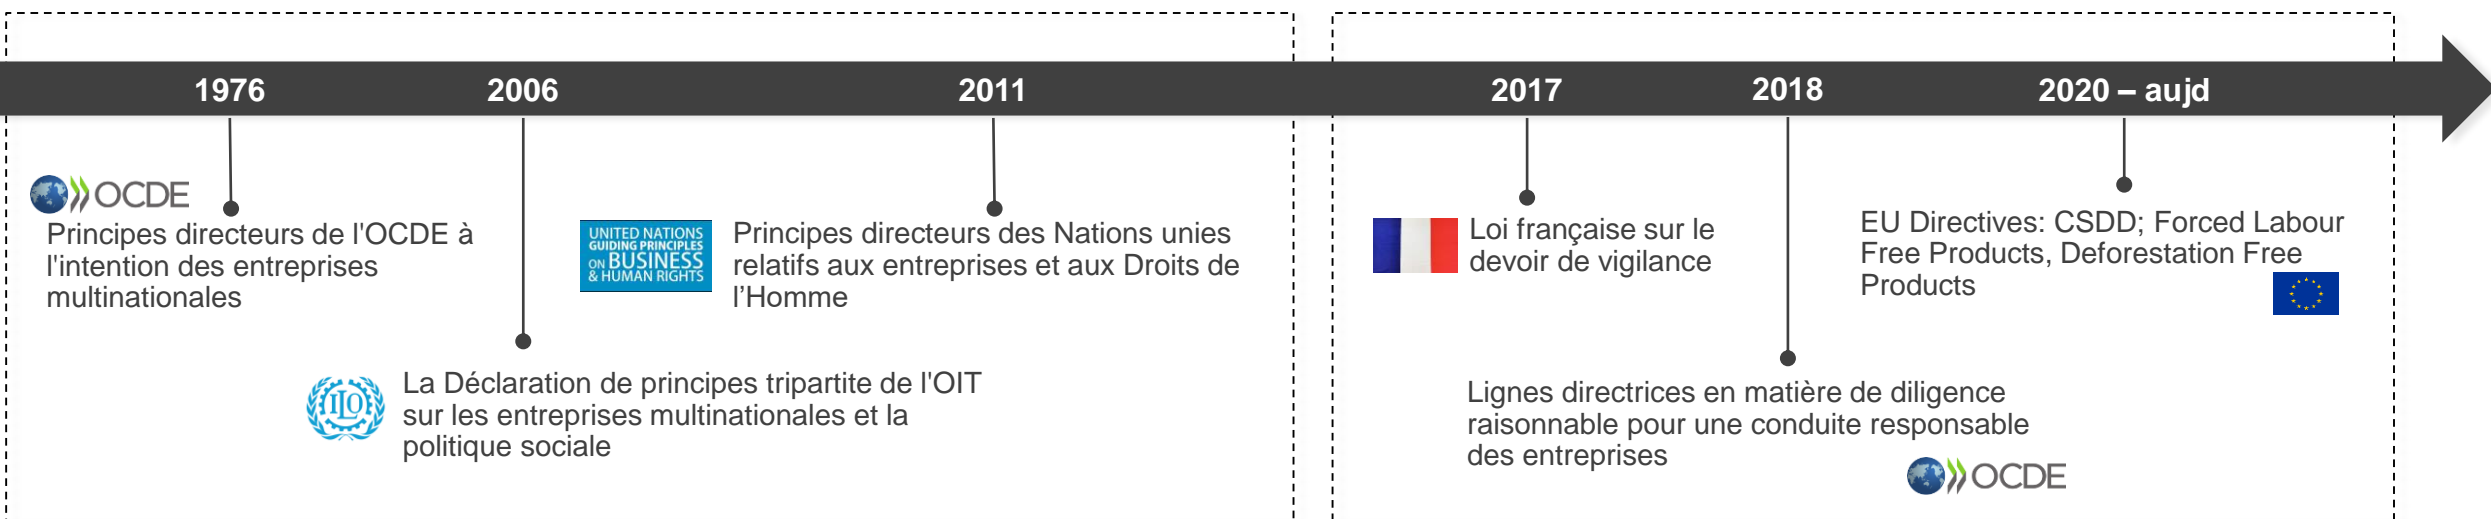 1976
2006
2011
2017
2018
2020 – aujd
OCDE
Principes directeurs de l'OCDE à
l'intention des entreprises
multinationales
ILO
La Déclaration de principes tripartite de l'OIT
sur les entreprises multinationales et la
politique sociale
UNITED NATIONS
GUIDING PRINCIPLES
ON BUSINESS
& HUMAN RIGHTS
Principes directeurs des Nations unies
relatifs aux entreprises et aux Droits de
l’Homme
Loi française sur le
devoir de vigilance
Lignes directrices en matière de diligence
raisonnable pour une conduite responsable
des entreprises
OCDE
EU Directives: CSDD; Forced Labour
Free Products, Deforestation Free
Products